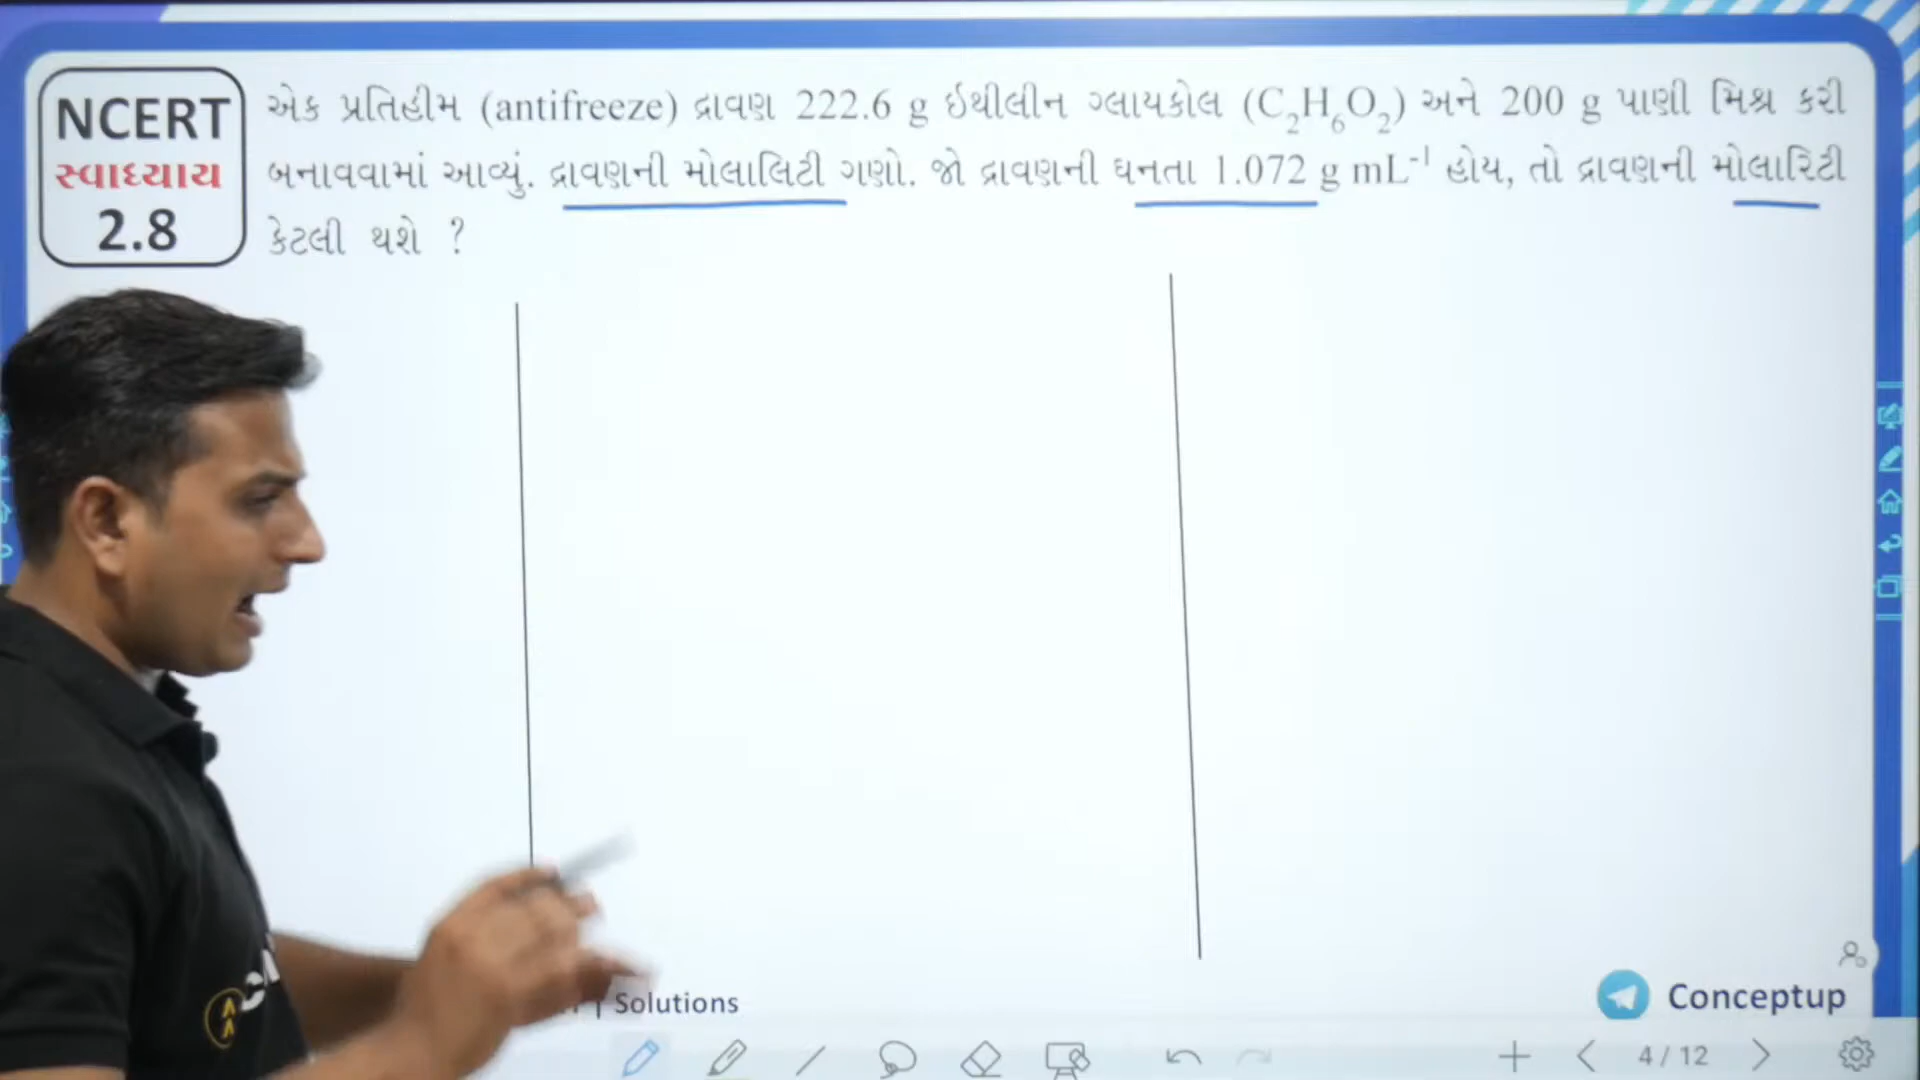 NCERT
સ્વાધ્યાય
2.8
એક પ્રતિહીમ (antifreeze) દ્રાવણ 222.6 g ઇથીલીન ગ્લાયકોલ (C₂H₆O₂) અને 200 g પાણી મિશ્ર કરી
બનાવવામાં આવ્યું. દ્રાવણની મોલાલિટી ગણો. જો દ્રાવણની ઘનતા 1.072 g mL⁻¹ હોય, તો દ્રાવણની મોલારિટી
કેટલી થશે ?
| Solutions
Conceptup
4 / 12